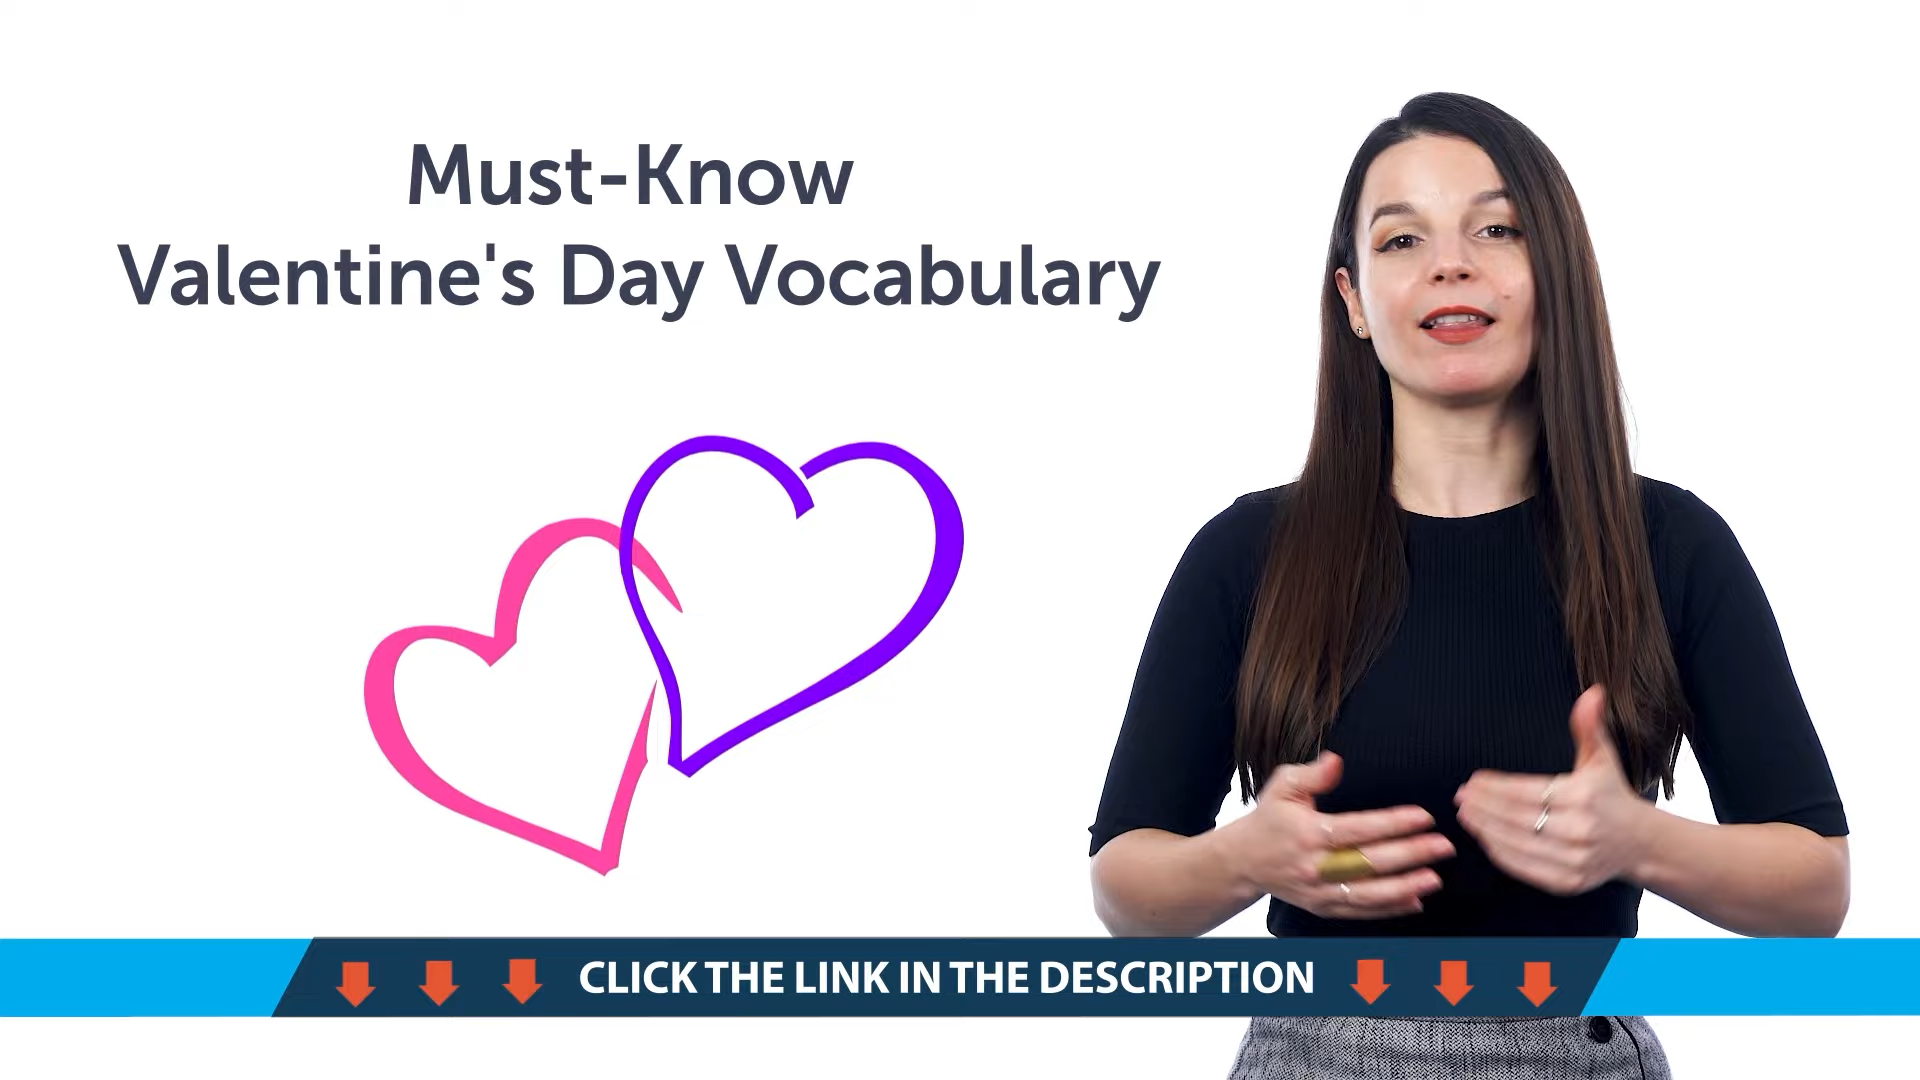 Must-Know
Valentine's Day Vocabulary
CLICK THE LINK IN THE DESCRIPTION